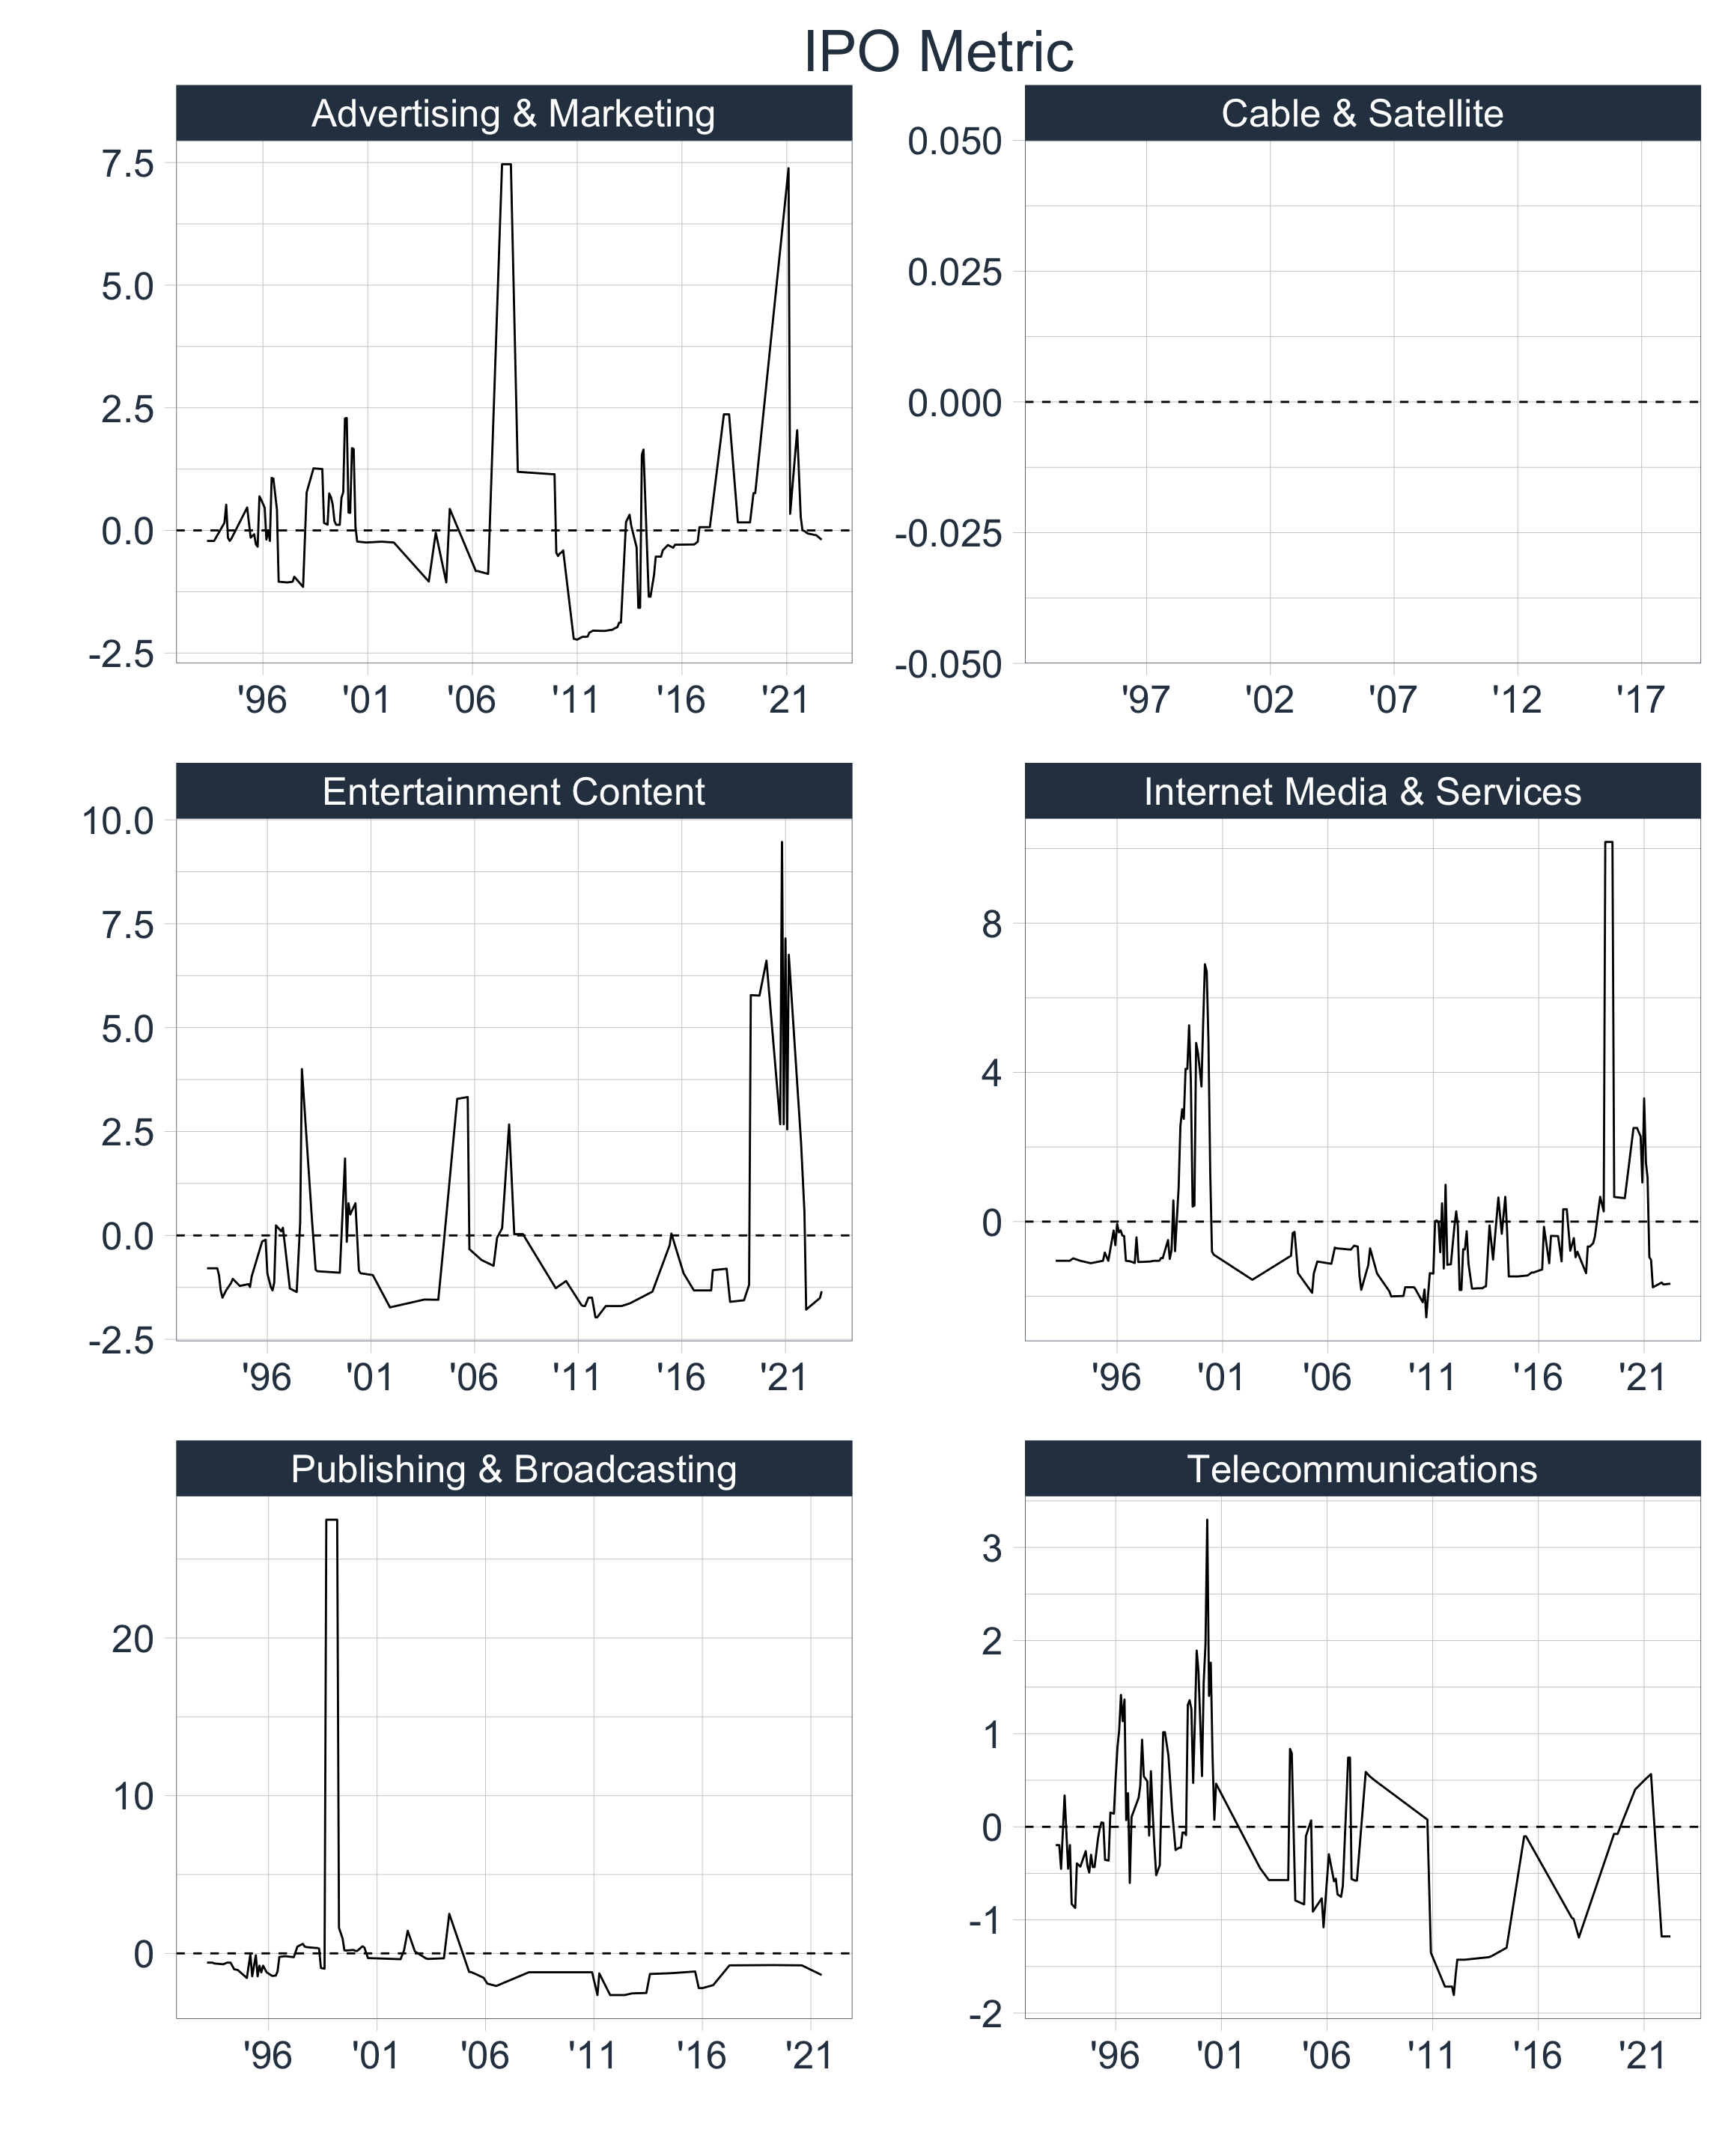 IPO Metric
Advertising & Marketing
7.5
5.0
2.5
0.0
-2.5
'96 '01 '06 '11 '16 '21
Cable & Satellite
0.050
0.025
0.000
-0.025
-0.050
'97 '02 '07 '12 '17
Entertainment Content
10.0
7.5
5.0
2.5
0.0
-2.5
'96 '01 '06 '11 '16 '21
Internet Media & Services
8
4
0
'96 '01 '06 '11 '16 '21
Publishing & Broadcasting
20
10
0
'96 '01 '06 '11 '16 '21
Telecommunications
3
2
1
0
-1
-2
'96 '01 '06 '11 '16 '21